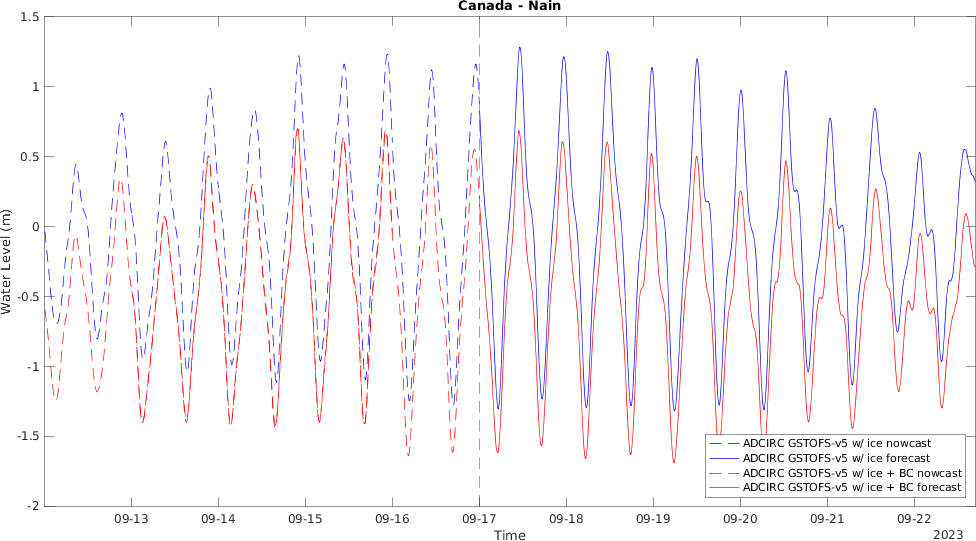 Canada - Nain
1.5
1
0.5
0
-0.5
-1
-1.5
-2
Water Level (m)
ADCIRC GSTOFS-v5 w/ ice nowcast
ADCIRC GSTOFS-v5 w/ ice forecast
ADCIRC GSTOFS-v5 w/ ice + BC nowcast
ADCIRC GSTOFS-v5 w/ ice + BC forecast
09-13 09-14 09-15 09-16 09-17 09-18 09-19 09-20 09-21 09-22
Time
2023